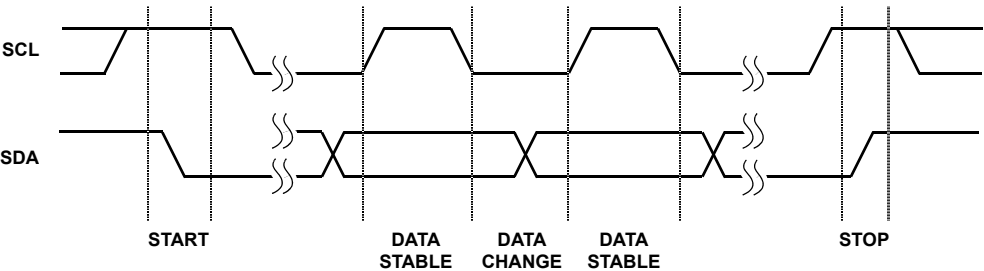 SCL
SDA
START
DATA
STABLE
DATA
CHANGE
DATA
STABLE
STOP